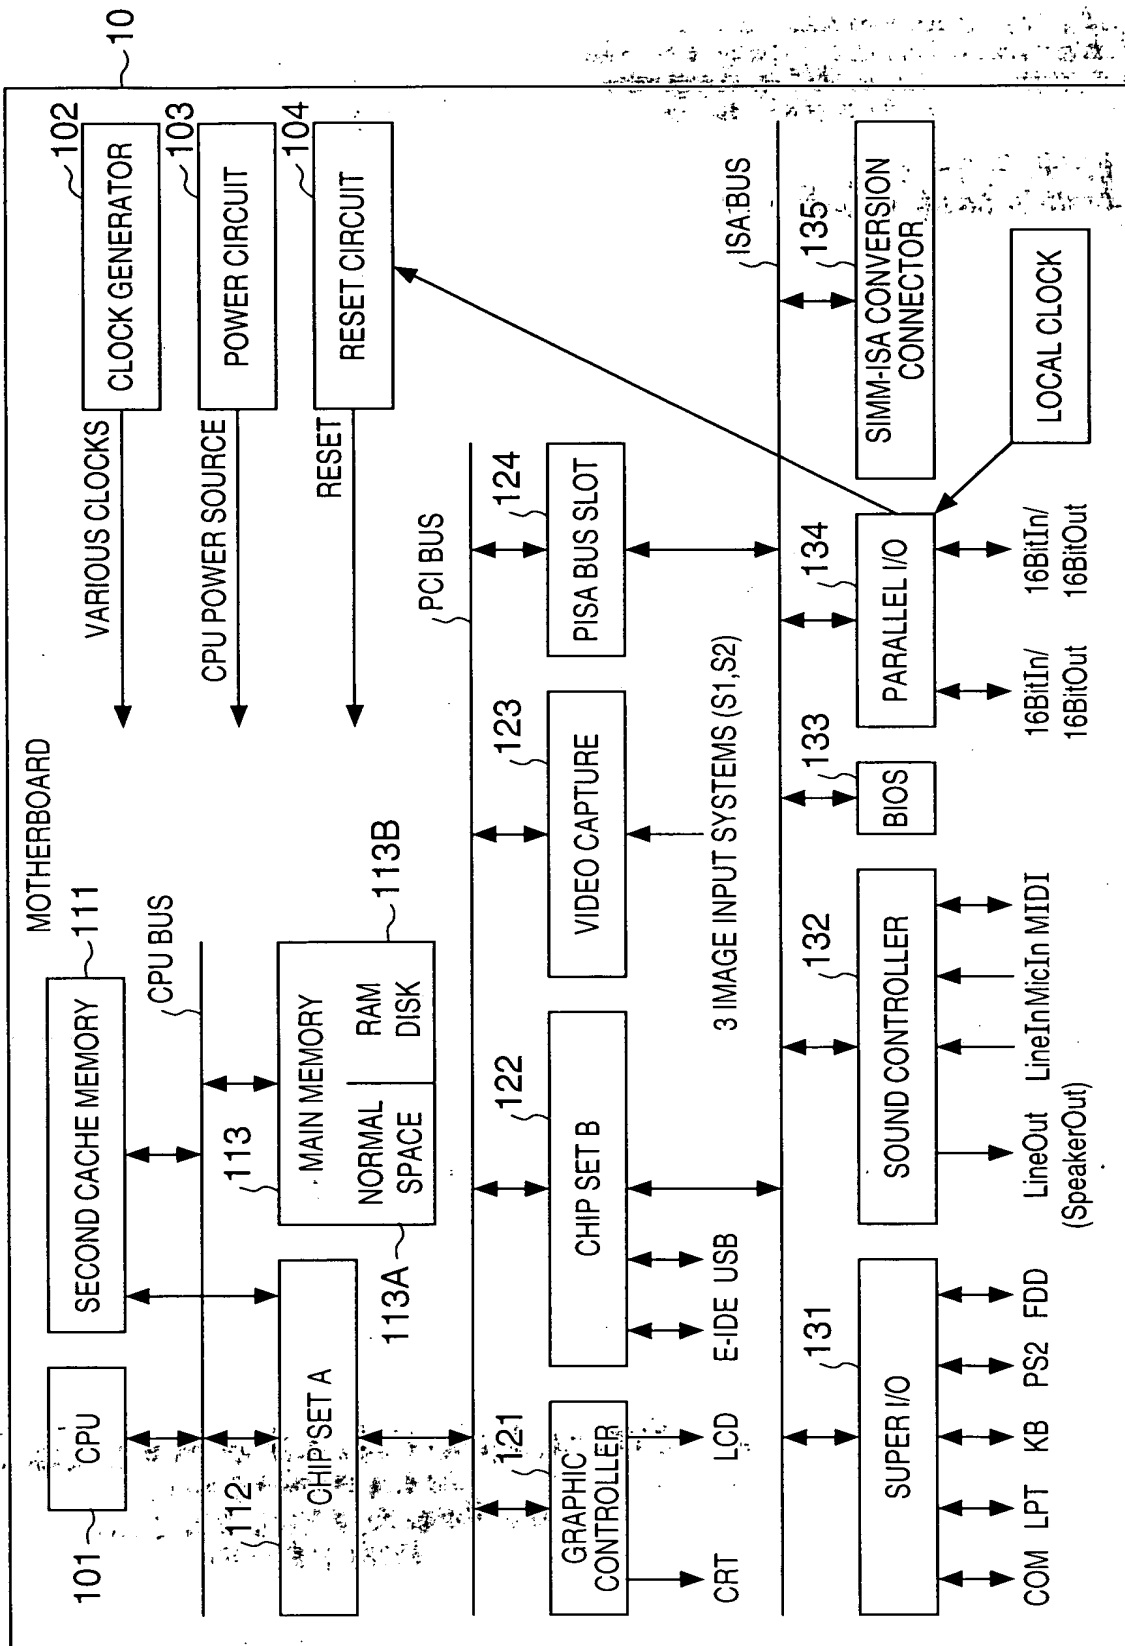 10
MOTHERBOARD
CPU
101
SECOND CACHE MEMORY
111
VARIOUS CLOCKS
CLOCK GENERATOR
102
CPU BUS
CPU POWER SOURCE
POWER CIRCUIT
103
CHIP SET A
112
113
MAIN MEMORY
NORMAL
SPACE
RAM
DISK
113A
113B
RESET
RESET CIRCUIT
104
PCI BUS
GRAPHIC
CONTROLLER
121
CRT
LCD
CHIP SET B
122
E-IDE
USB
VIDEO CAPTURE
123
3 IMAGE INPUT SYSTEMS (S1,S2)
PISA BUS SLOT
124
ISA BUS
SUPER I/O
131
COM
LPT
KB
PS2
FDD
SOUND CONTROLLER
132
LineOut
(SpeakerOut)
LineIn
MicIn
MIDI
BIOS
133
PARALLEL I/O
134
16BitIn/
16BitOut
16BitIn/
16BitOut
SIMM-ISA CONVERSION
CONNECTOR
135
LOCAL CLOCK